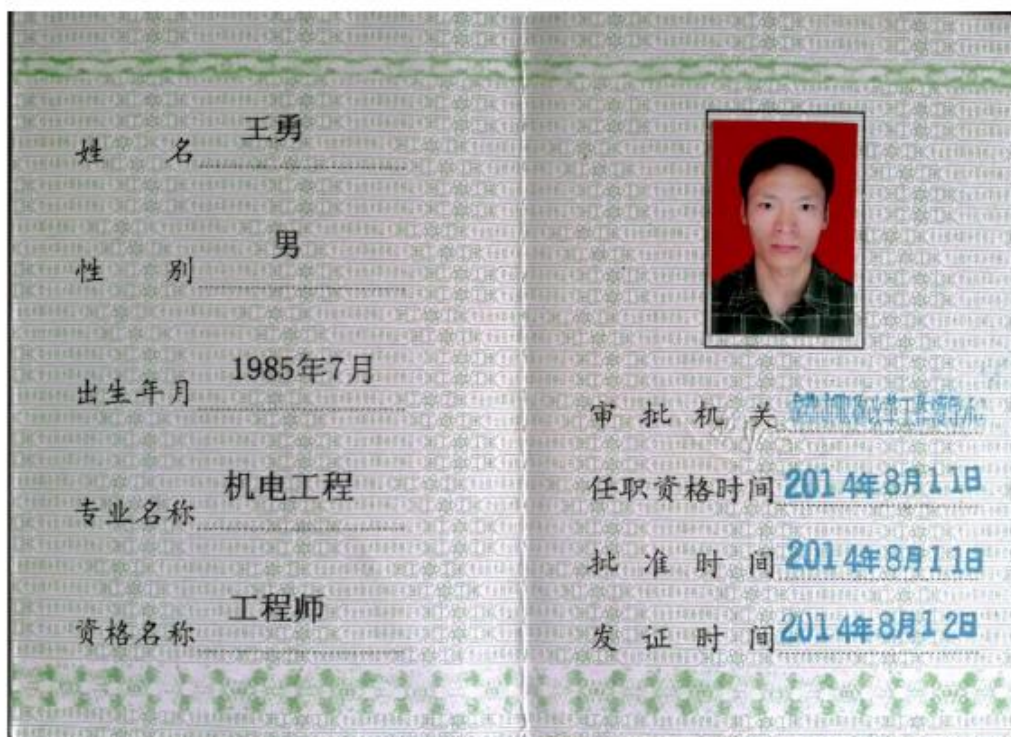 姓名 王勇
性别 男
出生年月 1985年7月
专业名称 机电工程
资格名称 工程师
审批机关
任职资格时间 2014年8月11日
批准时间 2014年8月11日
发证时间 2014年8月12日